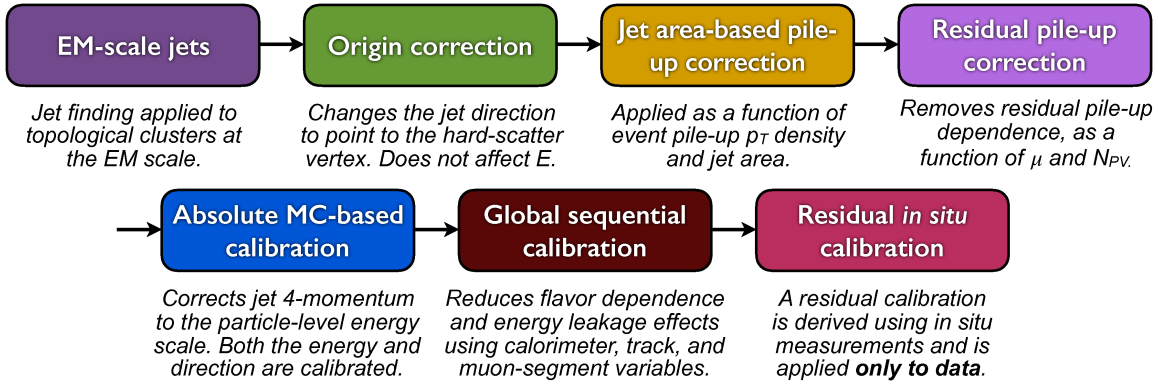 EM-scale jets
Jet finding applied to
topological clusters at
the EM scale.
Origin correction
Changes the jet direction
to point to the hard-scatter
vertex. Does not affect E.
Jet area-based pile-
up correction
Applied as a function of
event pile-up pT density
and jet area.
Residual pile-up
correction
Removes residual pile-up
dependence, as a
function of μ and NPV.
Absolute MC-based
calibration
Corrects jet 4-momentum
to the particle-level energy
scale. Both the energy and
direction are calibrated.
Global sequential
calibration
Reduces flavor dependence
and energy leakage effects
using calorimeter, track, and
muon-segment variables.
Residual in situ
calibration
A residual calibration
is derived using in situ
measurements and is
applied only to data.